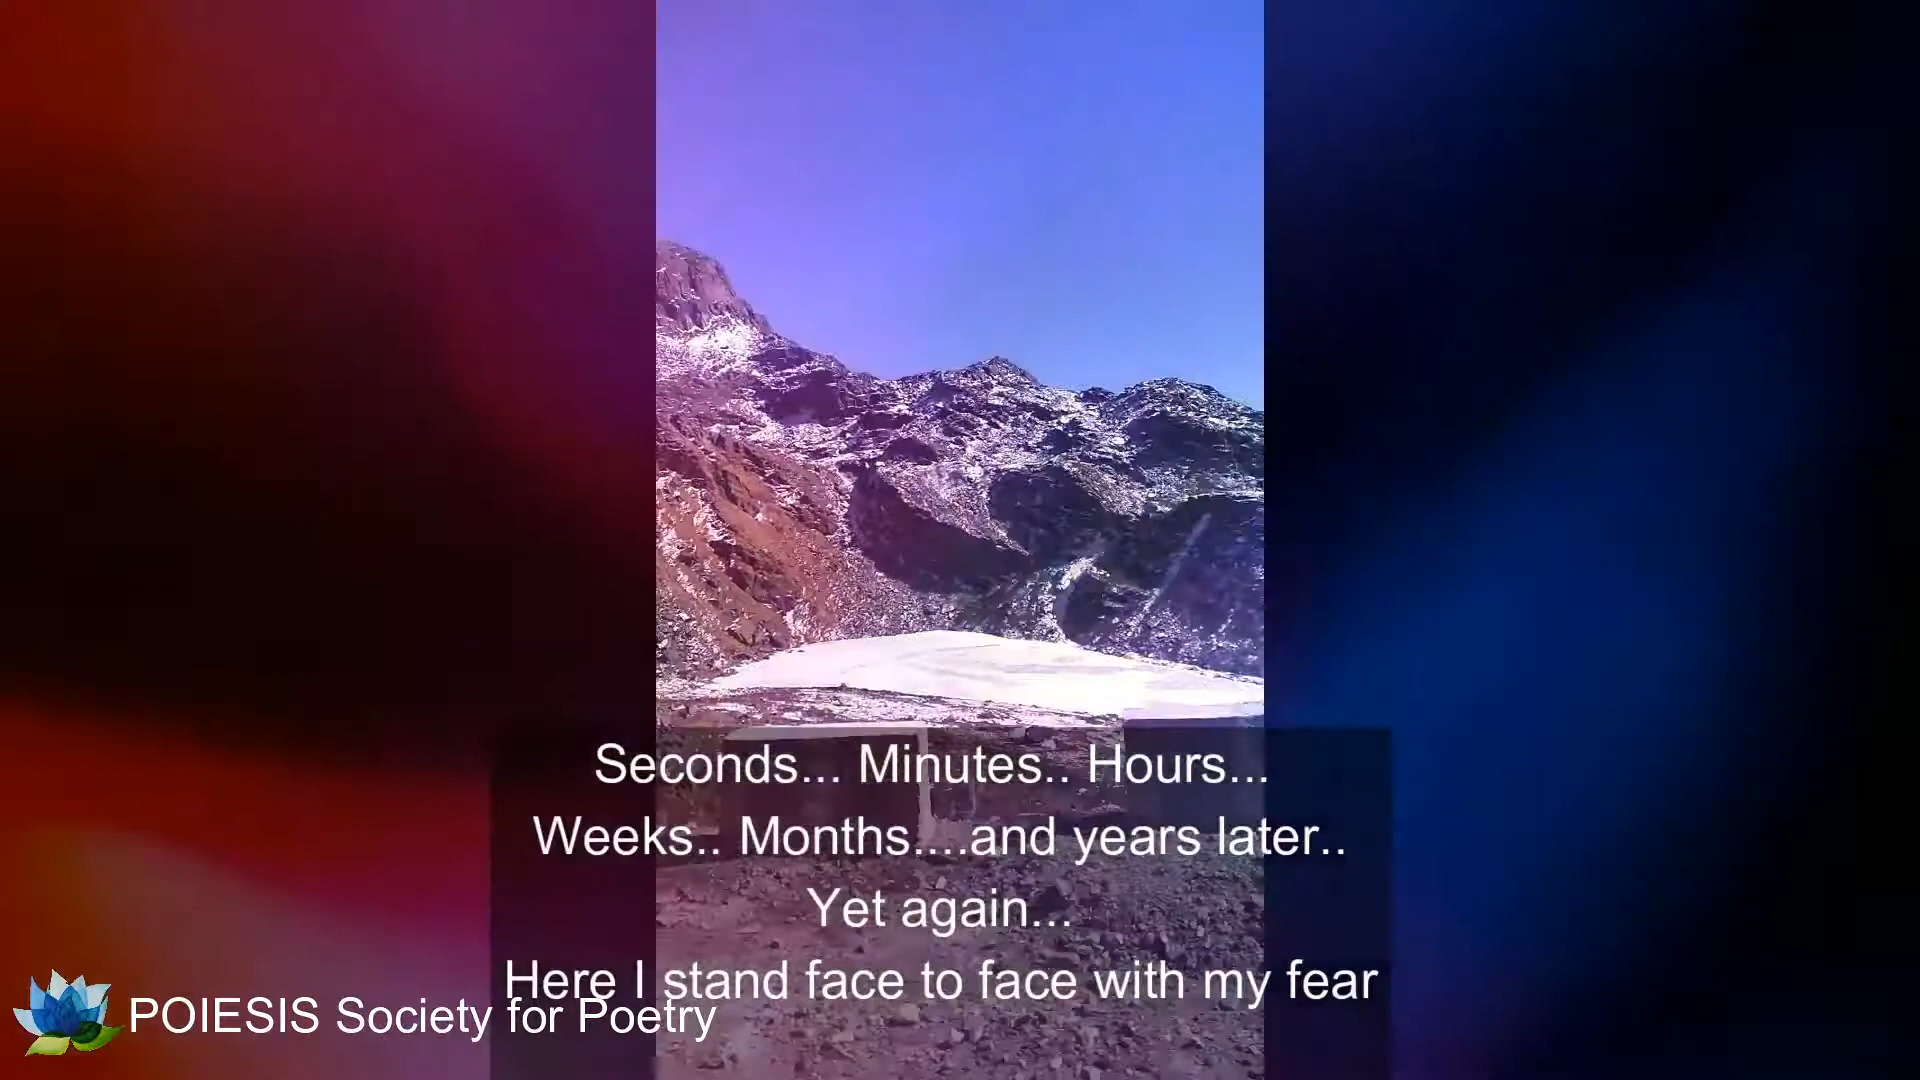 Seconds... Minutes.. Hours...
Weeks.. Months....and years later..
Yet again...
Here I stand face to face with my fear
POIESIS Society for Poetry